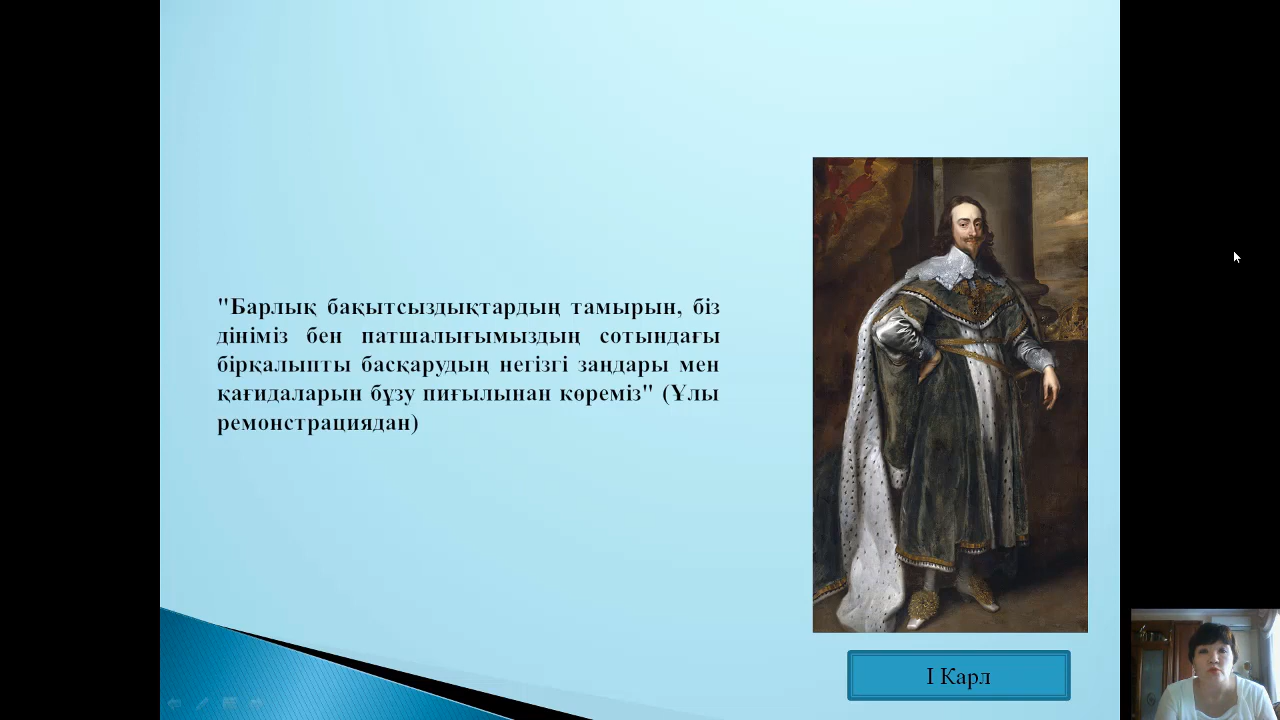 "Барлық бақытсыздықтардың тамырын, біз
дініміз бен патшалығымыздың сотындағы
бірқалыпты басқарудың негізгі заңдары мен
қағидаларын бұзу пиғылынан көреміз" (Ұлы
ремонстрациядан)
І Карл